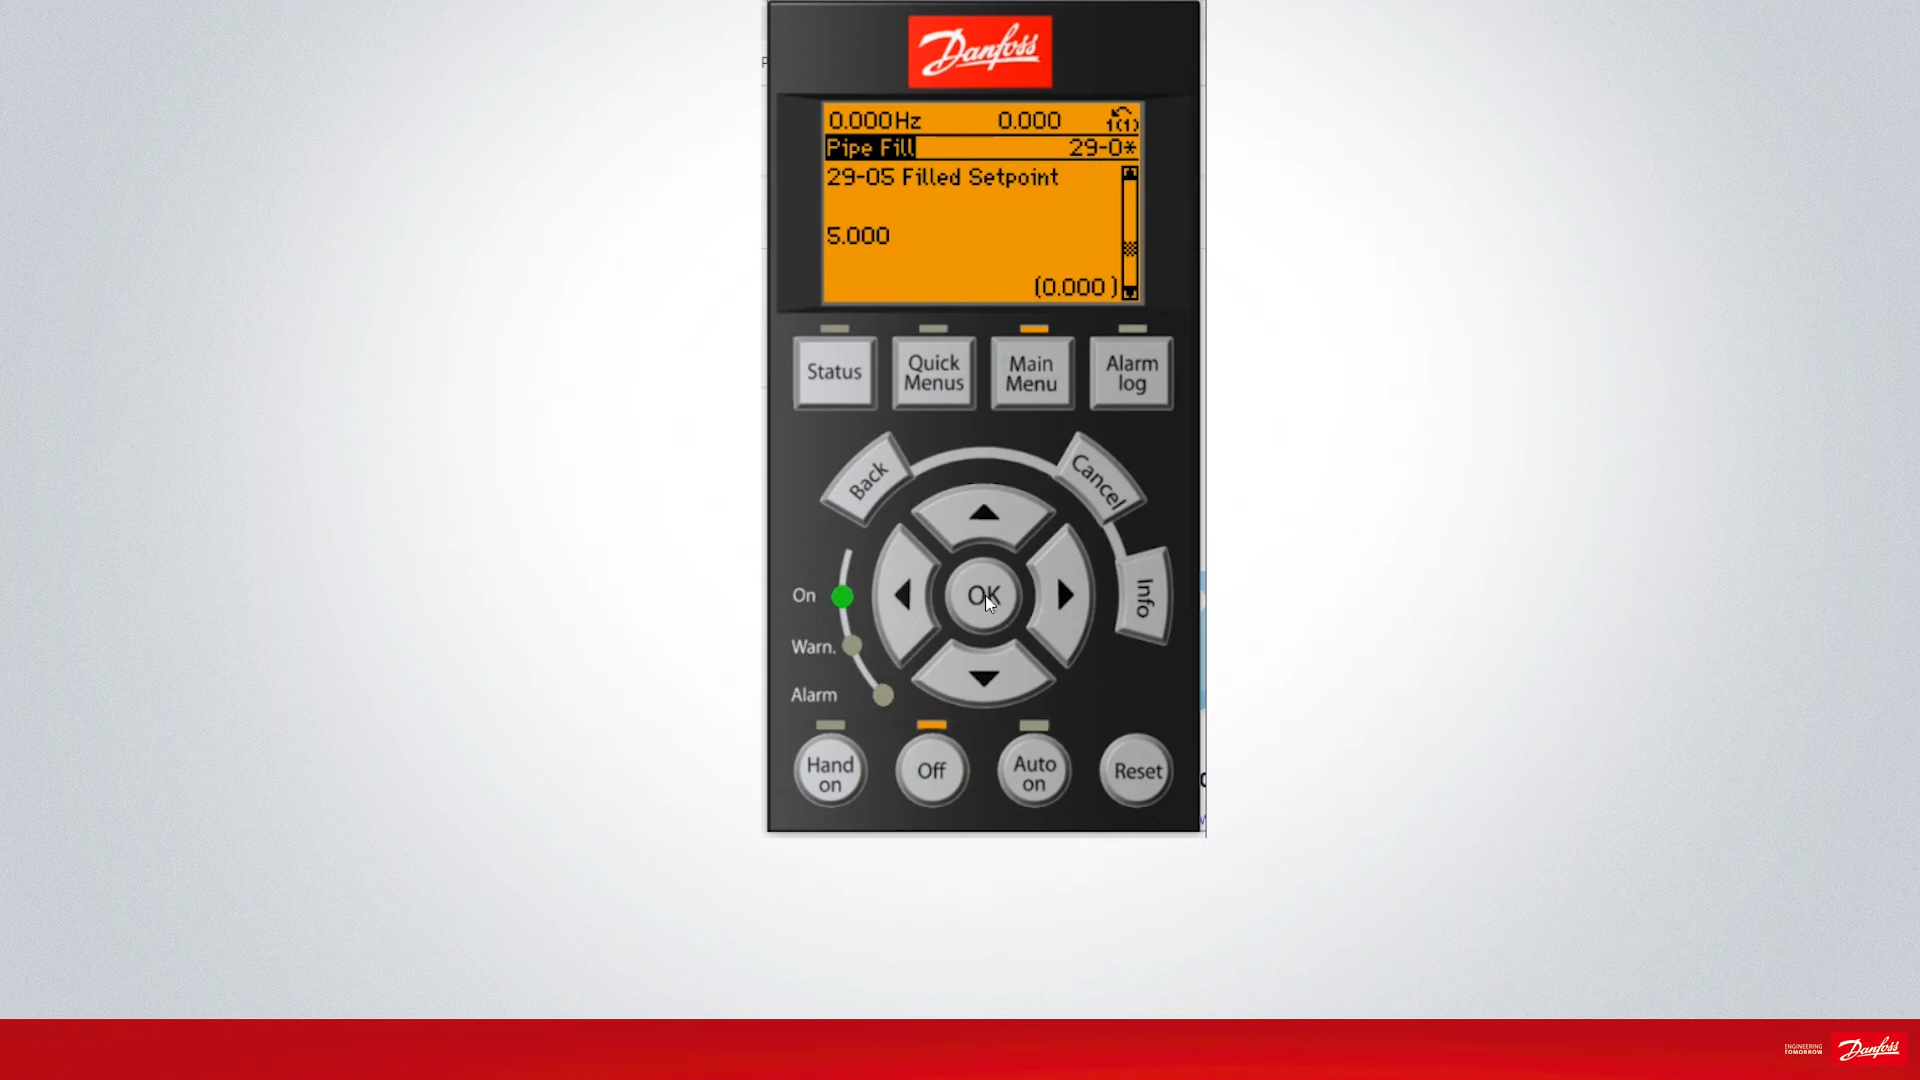 Danfoss
0.000Hz 0.000 1(1)
Pipe Fill 29-0*
29-05 Filled Setpoint
5.000
(0.000 )
Status
Quick Menus
Main Menu
Alarm log
Back
Cancel
OK
Info
On
Warn.
Alarm
Hand on
Off
Auto on
Reset
ENGINEERING
TOMORROW
Danfoss